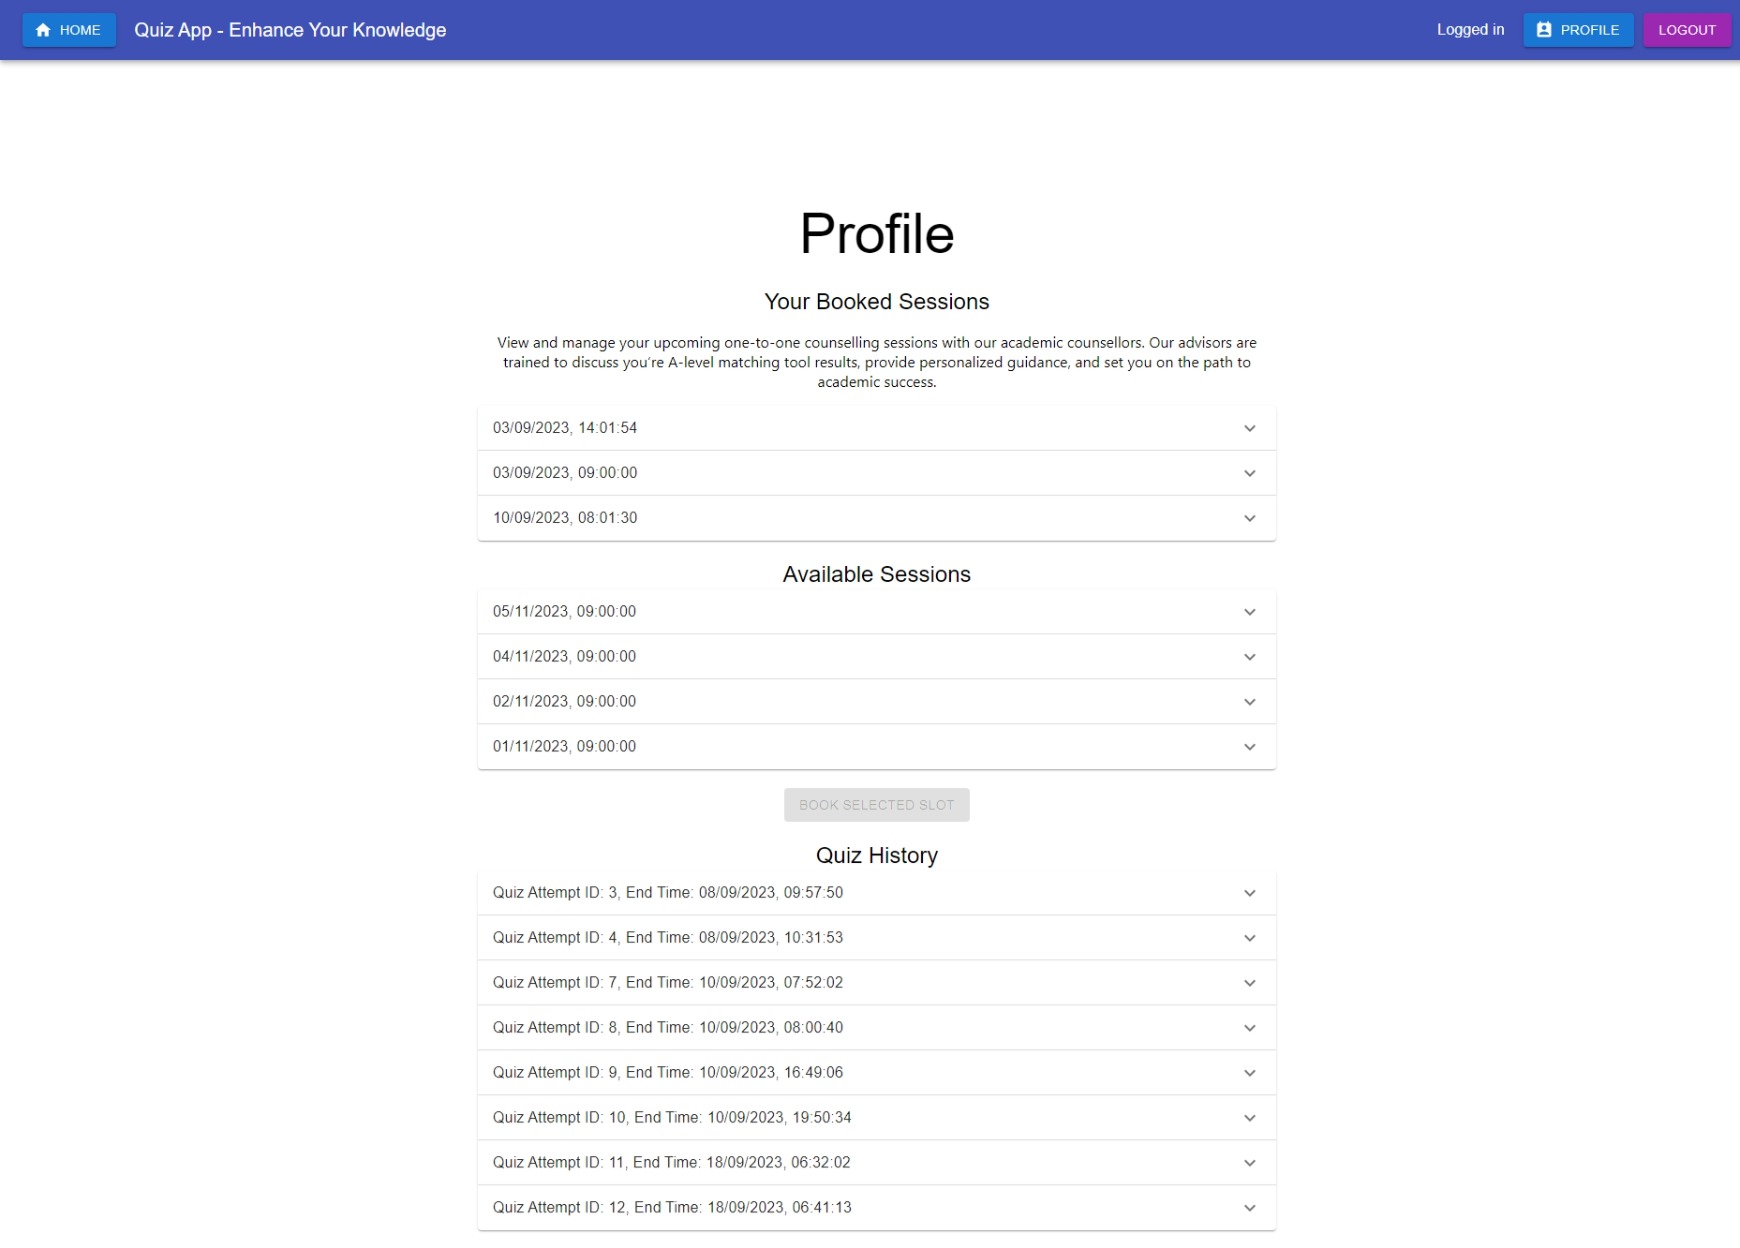 HOME
Quiz App - Enhance Your Knowledge
Logged in
PROFILE
LOGOUT
Profile
Your Booked Sessions
View and manage your upcoming one-to-one counselling sessions with our academic counsellors. Our advisors are
trained to discuss you're A-level matching tool results, provide personalized guidance, and set you on the path to
academic success.
03/09/2023, 14:01:54
03/09/2023, 09:00:00
10/09/2023, 08:01:30
Available Sessions
05/11/2023, 09:00:00
04/11/2023, 09:00:00
02/11/2023, 09:00:00
01/11/2023, 09:00:00
BOOK SELECTED SLOT
Quiz History
Quiz Attempt ID: 3, End Time: 08/09/2023, 09:57:50
Quiz Attempt ID: 4, End Time: 08/09/2023, 10:31:53
Quiz Attempt ID: 7, End Time: 10/09/2023, 07:52:02
Quiz Attempt ID: 8, End Time: 10/09/2023, 08:00:40
Quiz Attempt ID: 9, End Time: 10/09/2023, 16:49:06
Quiz Attempt ID: 10, End Time: 10/09/2023, 19:50:34
Quiz Attempt ID: 11, End Time: 18/09/2023, 06:32:02
Quiz Attempt ID: 12, End Time: 18/09/2023, 06:41:13